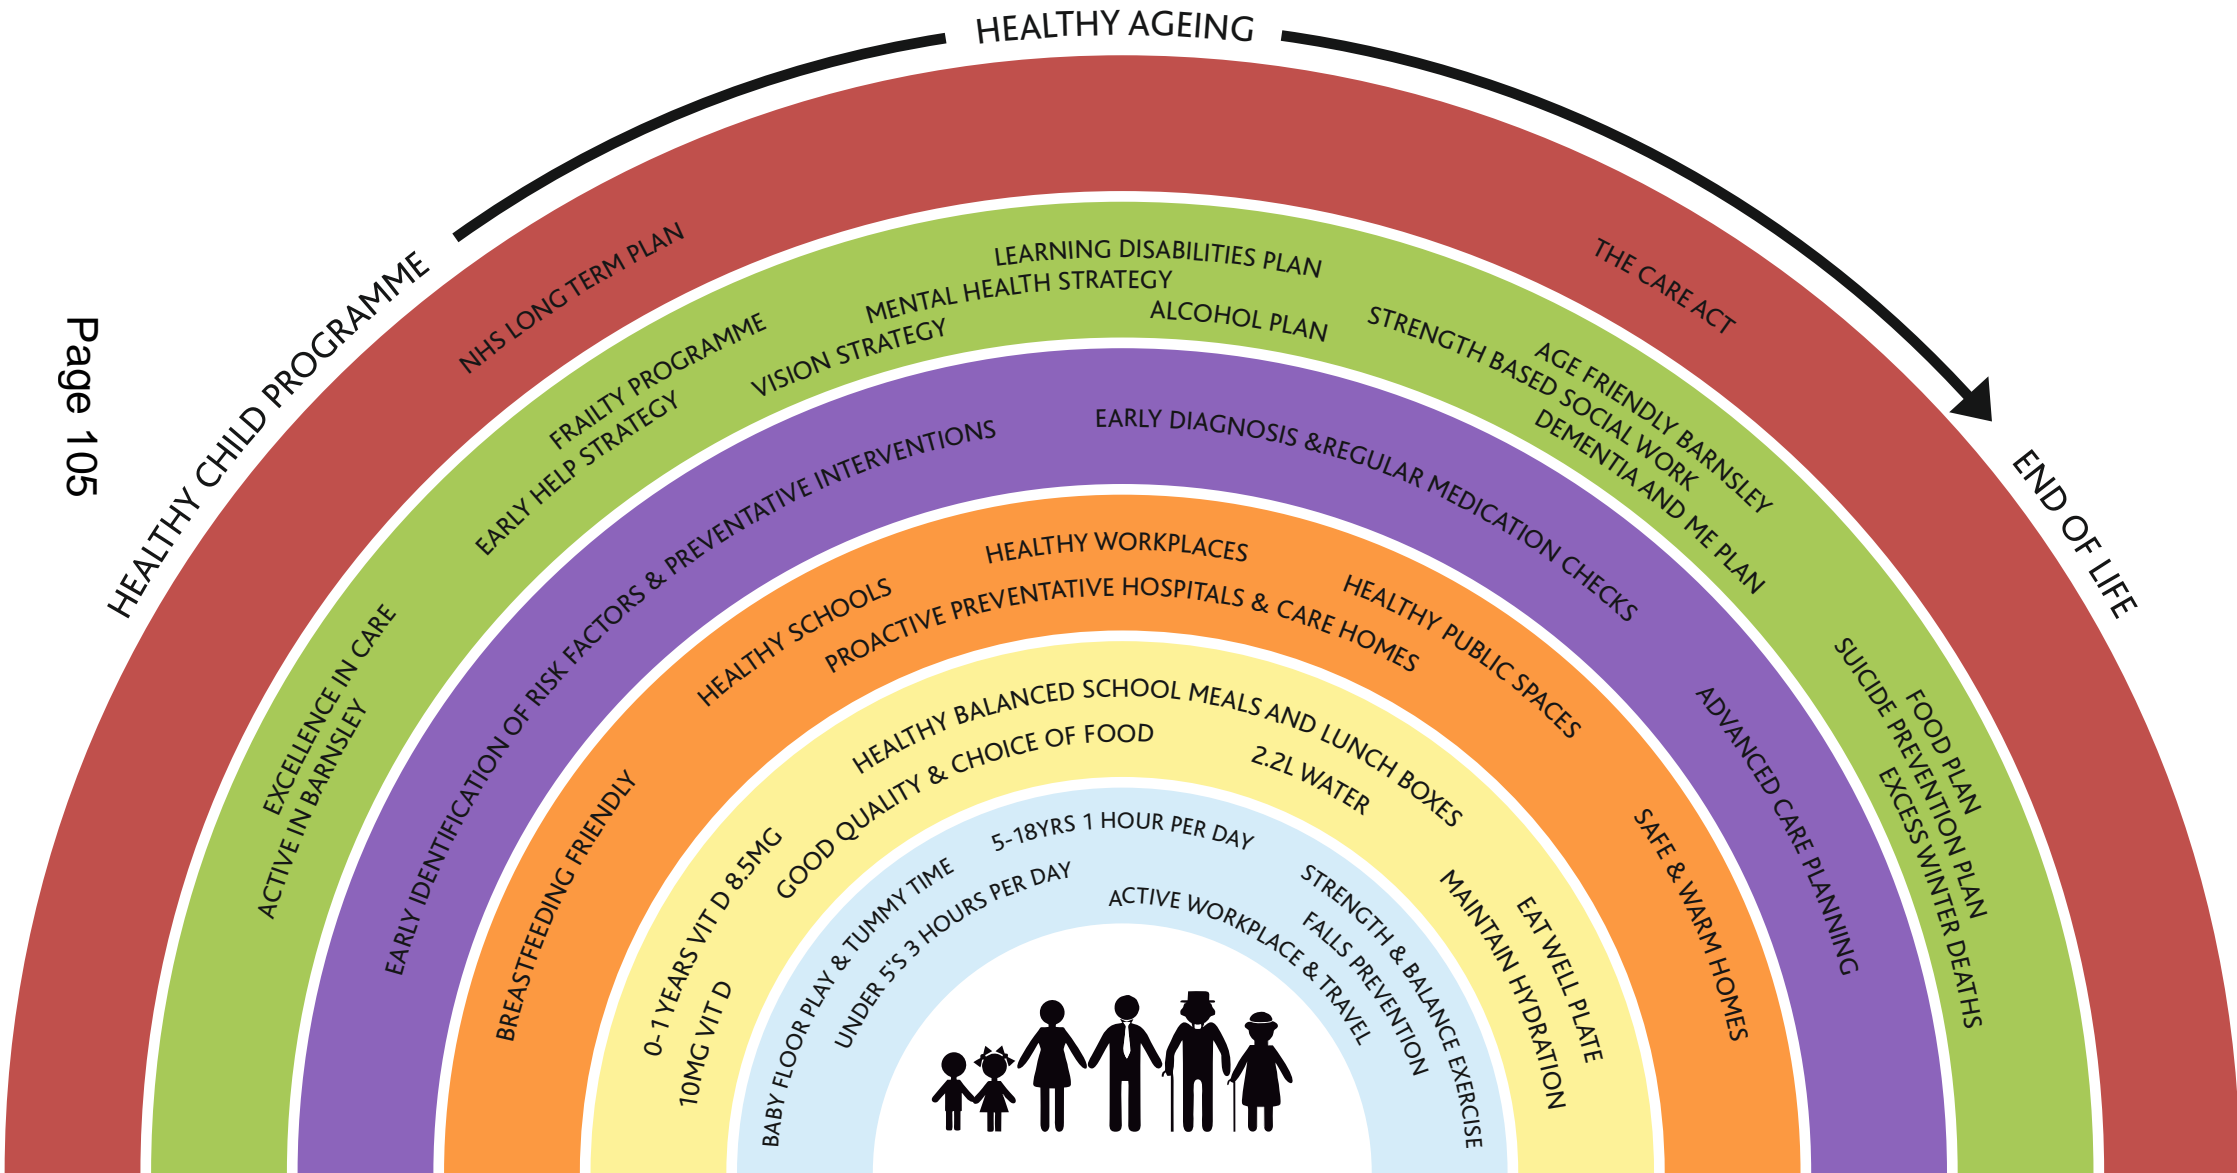 HEALTHY CHILD PROGRAMME
HEALTHY AGEING
END OF LIFE
Page 105
NHS LONG TERM PLAN
THE CARE ACT
EXCELLENCE IN CARE
ACTIVE IN BARNSLEY
FRAILTY PROGRAMME
EARLY HELP STRATEGY
LEARNING DISABILITIES PLAN
MENTAL HEALTH STRATEGY
VISION STRATEGY
ALCOHOL PLAN
AGE FRIENDLY BARNSLEY
STRENGTH BASED SOCIAL WORK
DEMENTIA AND ME PLAN
FOOD PLAN
SUICIDE PREVENTION PLAN
EXCESS WINTER DEATHS
EARLY IDENTIFICATION OF RISK FACTORS & PREVENTATIVE INTERVENTIONS
EARLY DIAGNOSIS &REGULAR MEDICATION CHECKS
ADVANCED CARE PLANNING
BREASTFEEDING FRIENDLY
HEALTHY SCHOOLS
HEALTHY WORKPLACES
PROACTIVE PREVENTATIVE HOSPITALS & CARE HOMES
HEALTHY PUBLIC SPACES
SAFE & WARM HOMES
0-1 YEARS VIT D 8.5MG
10MG VIT D
HEALTHY BALANCED SCHOOL MEALS AND LUNCH BOXES
GOOD QUALITY & CHOICE OF FOOD
2.2L WATER
EAT WELL PLATE
MAINTAIN HYDRATION
BABY FLOOR PLAY & TUMMY TIME
UNDER 5'S 3 HOURS PER DAY
5-18YRS 1 HOUR PER DAY
ACTIVE WORKPLACE & TRAVEL
STRENGTH & BALANCE EXERCISE
FALLS PREVENTION